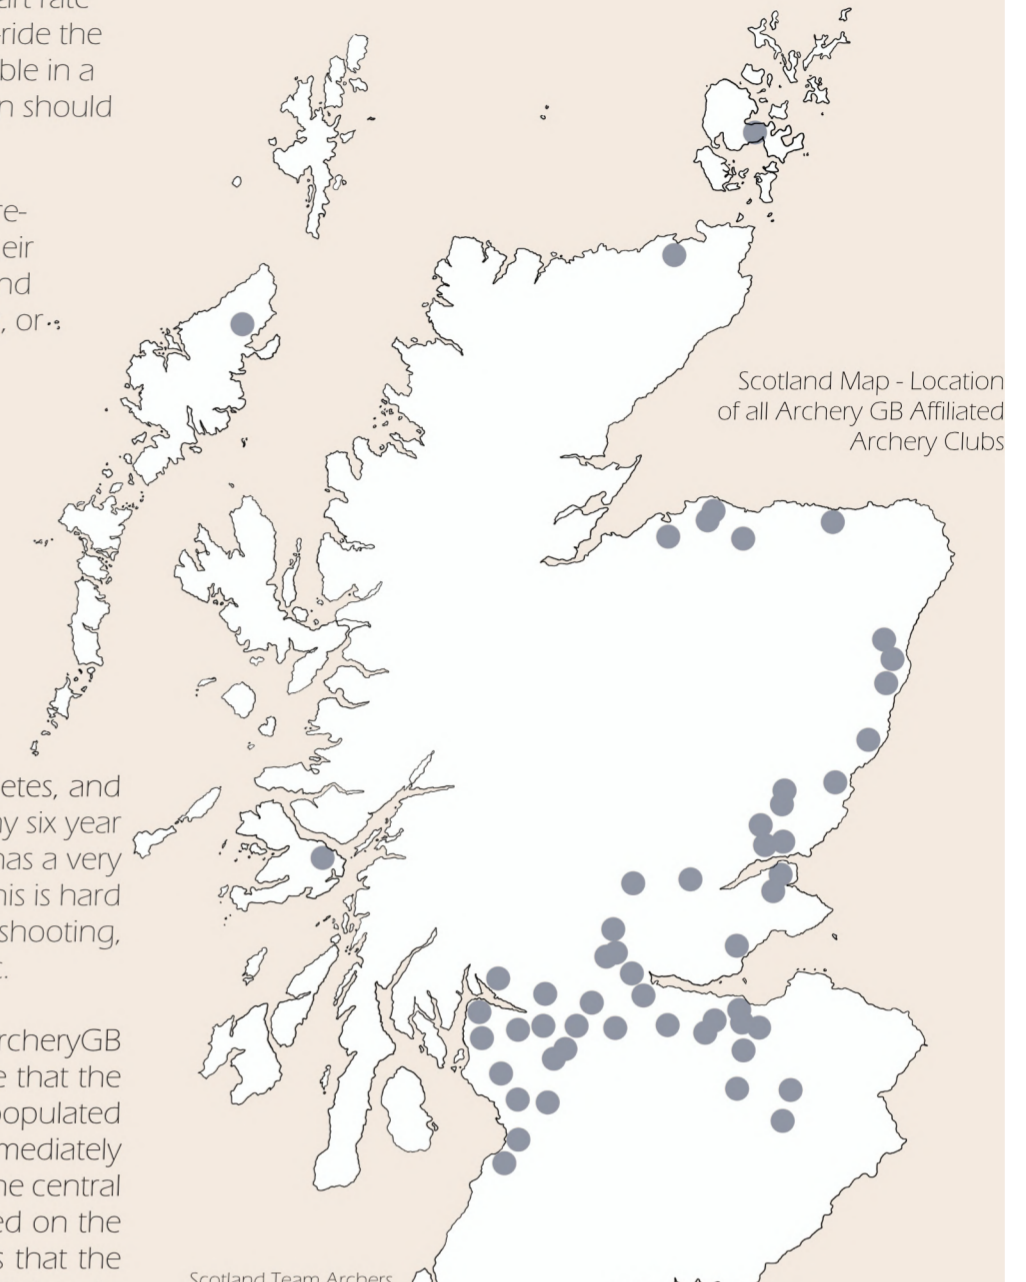 ride the
ble in a
n should
re-
eir
nd
, or
Scotland Map - Location
of all Archery GB Affiliated
Archery Clubs
etes, and
y six year
has a very
his is hard
shooting,
rcheryGB
e that the
populated
mediately
ne central
ed on the
s that the
Scotland Team Archers